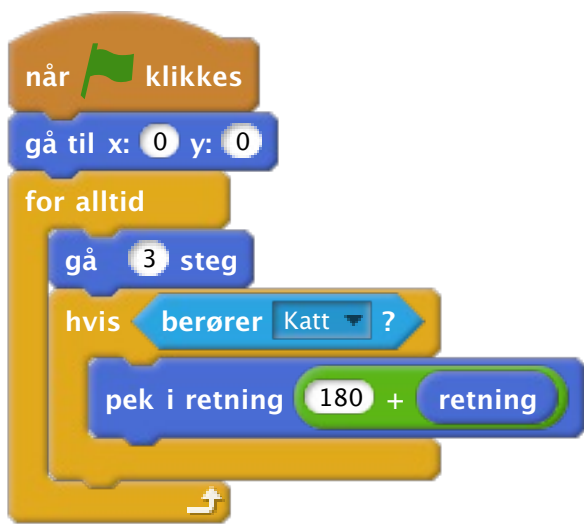 når klikkes
gå til x: 0 y: 0
for alltid
gå 3 steg
hvis berører Katt ?
pek i retning 180 + retning